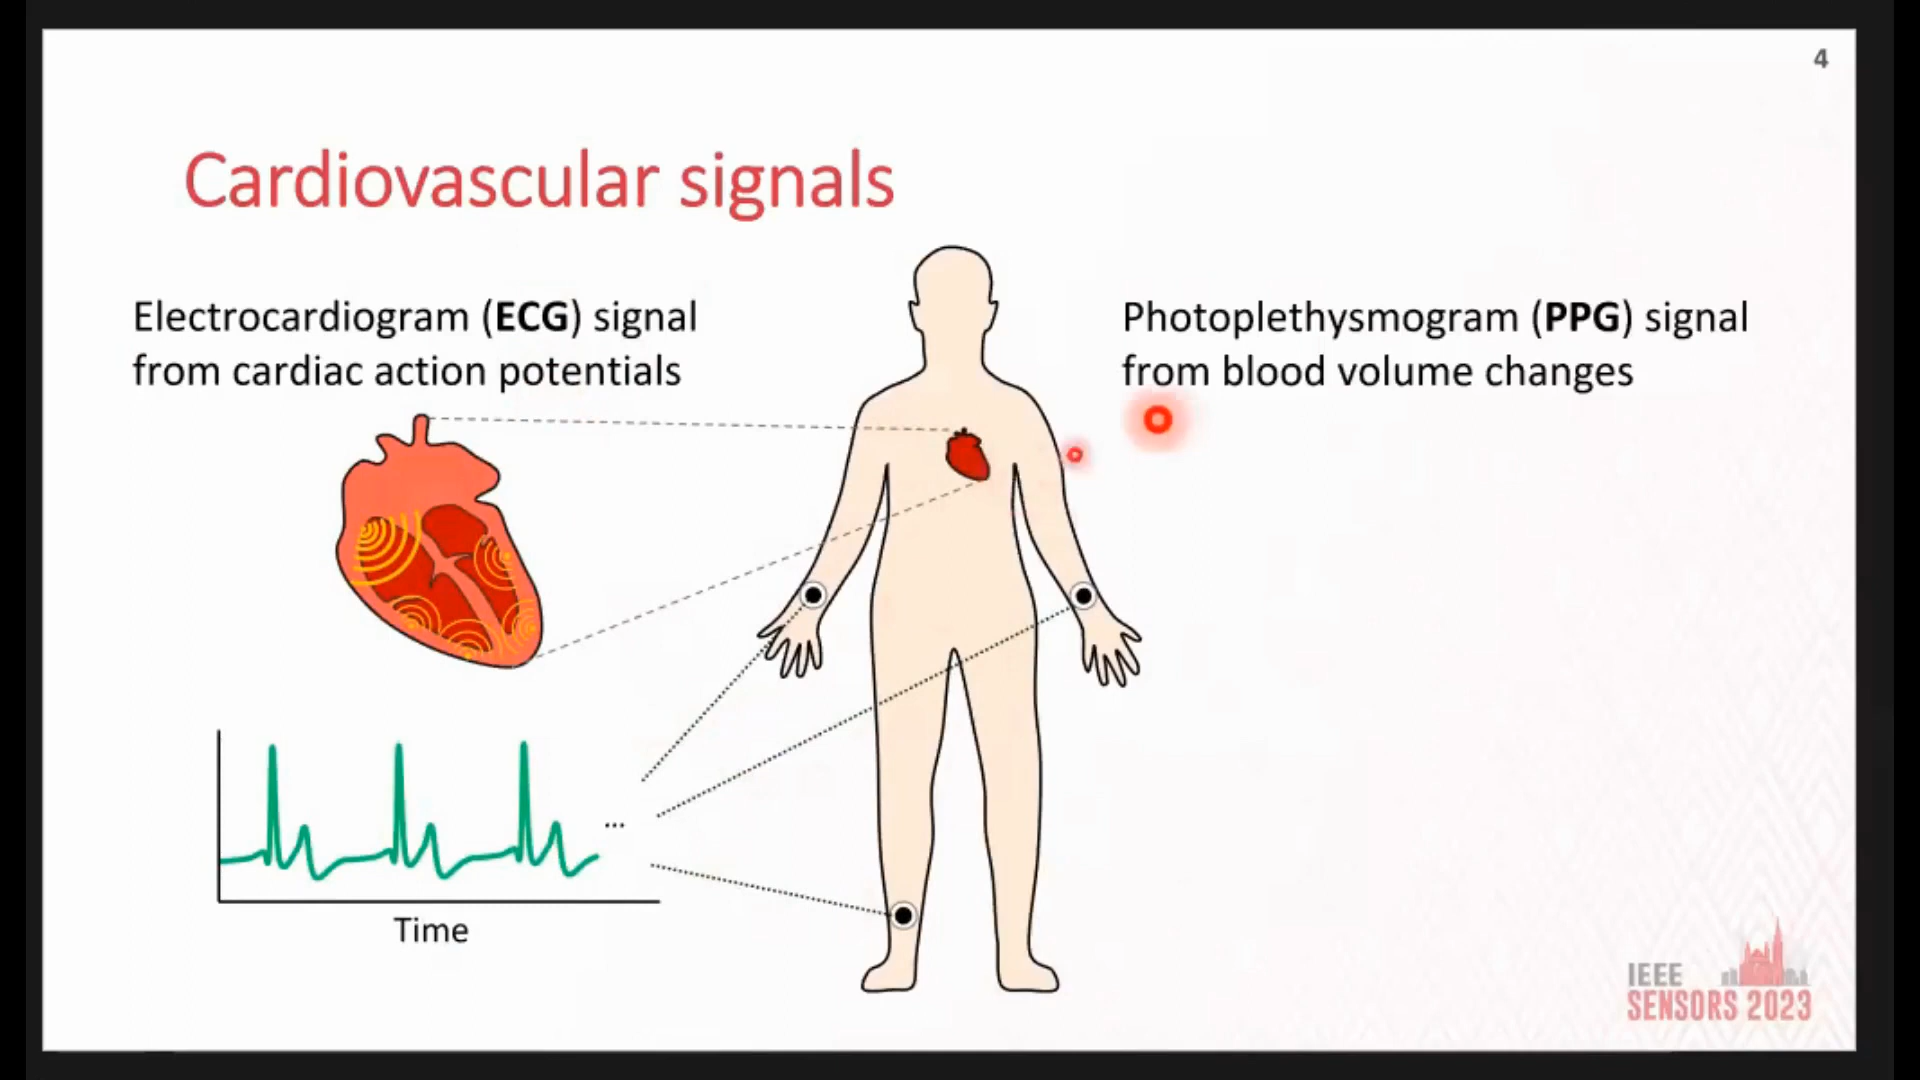 4
Cardiovascular signals
Electrocardiogram (ECG) signal
from cardiac action potentials
Photoplethysmogram (PPG) signal
from blood volume changes
...
Time
IEEE
SENSORS 2023